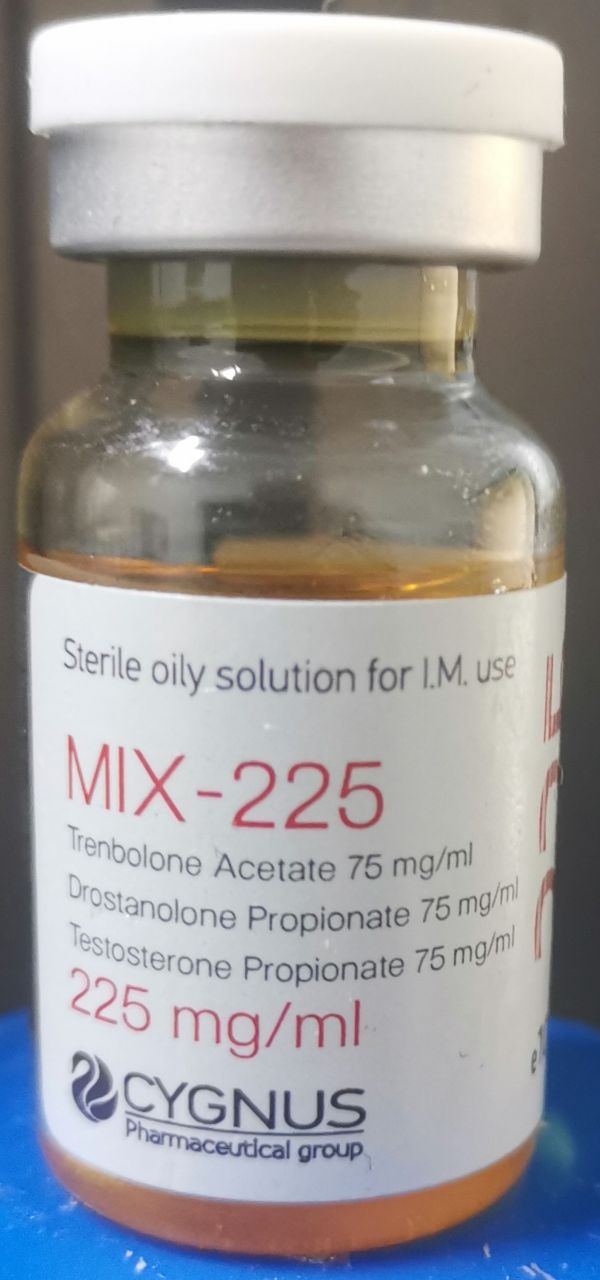 Sterile oily solution for I.M. use
MIX-225
Trenbolone Acetate 75 mg/ml
Drostanolone Propionate 75 mg/ml
Testosterone Propionate 75 mg/ml
225 mg/ml
CYGNUS
Pharmaceutical group